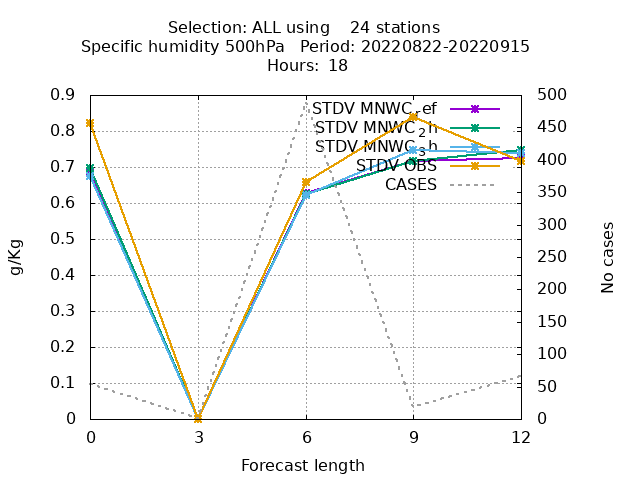 Selection: ALL using    24 stations
Specific humidity 500hPa   Period: 20220822-20220915
Hours: 18
0.9
0.8
0.7
0.6
0.5
0.4
0.3
0.2
0.1
0
g/Kg
STDV MNWC_ref
STDV MNWC_2h
STDV MNWC_3h
STDV OBS
CASES
500
450
400
350
300
250
200
150
100
50
0
No cases
0 3 6 9 12
Forecast length